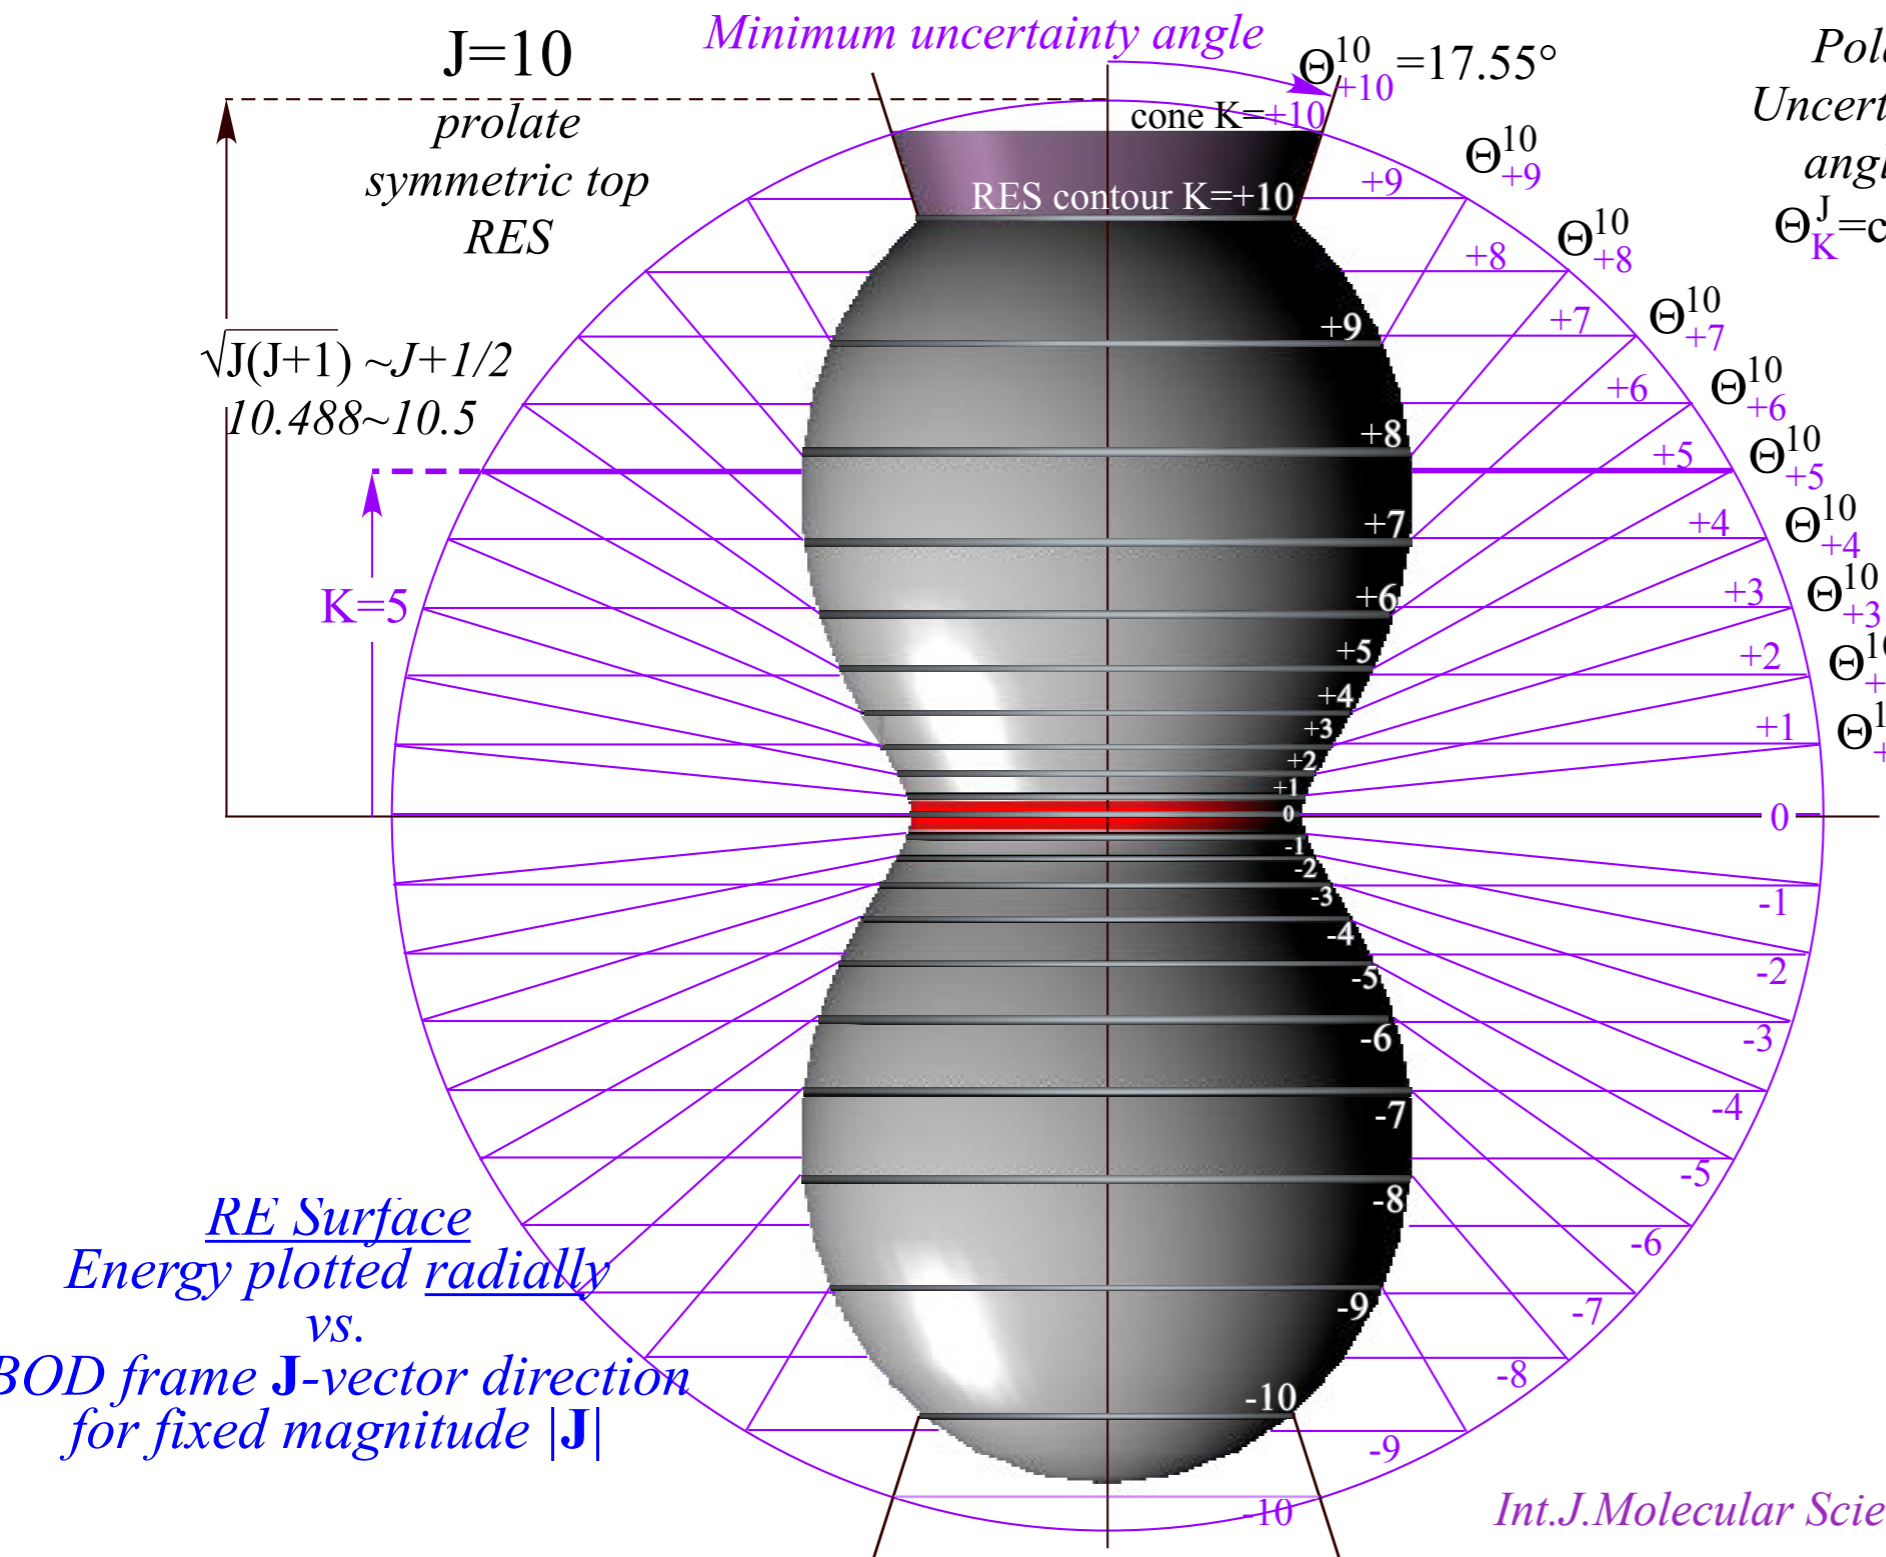 J=10
prolate
symmetric top
RES
Minimum uncertainty angle
Θ10+10 =17.55°
cone K=+10
RES contour K=+10
√J(J+1) ~J+1/2
10.488~10.5
K=5
Θ10+9
Θ10+8
Θ10+7
Θ10+6
Θ10+5
Θ10+4
Θ10+3
ΘJK=c
+9
+8
+7
+6
+5
+4
+3
+2
+1
0
-1
-2
-3
-4
-5
-6
-7
-8
-9
-10
+9
+8
+7
+6
+5
+4
+3
+2
+1
0
-1
-2
-3
-4
-5
-6
-7
-8
-9
-10
RE Surface
Energy plotted radially
vs.
BOD frame J-vector direction
for fixed magnitude |J|
Int.J.Molecular